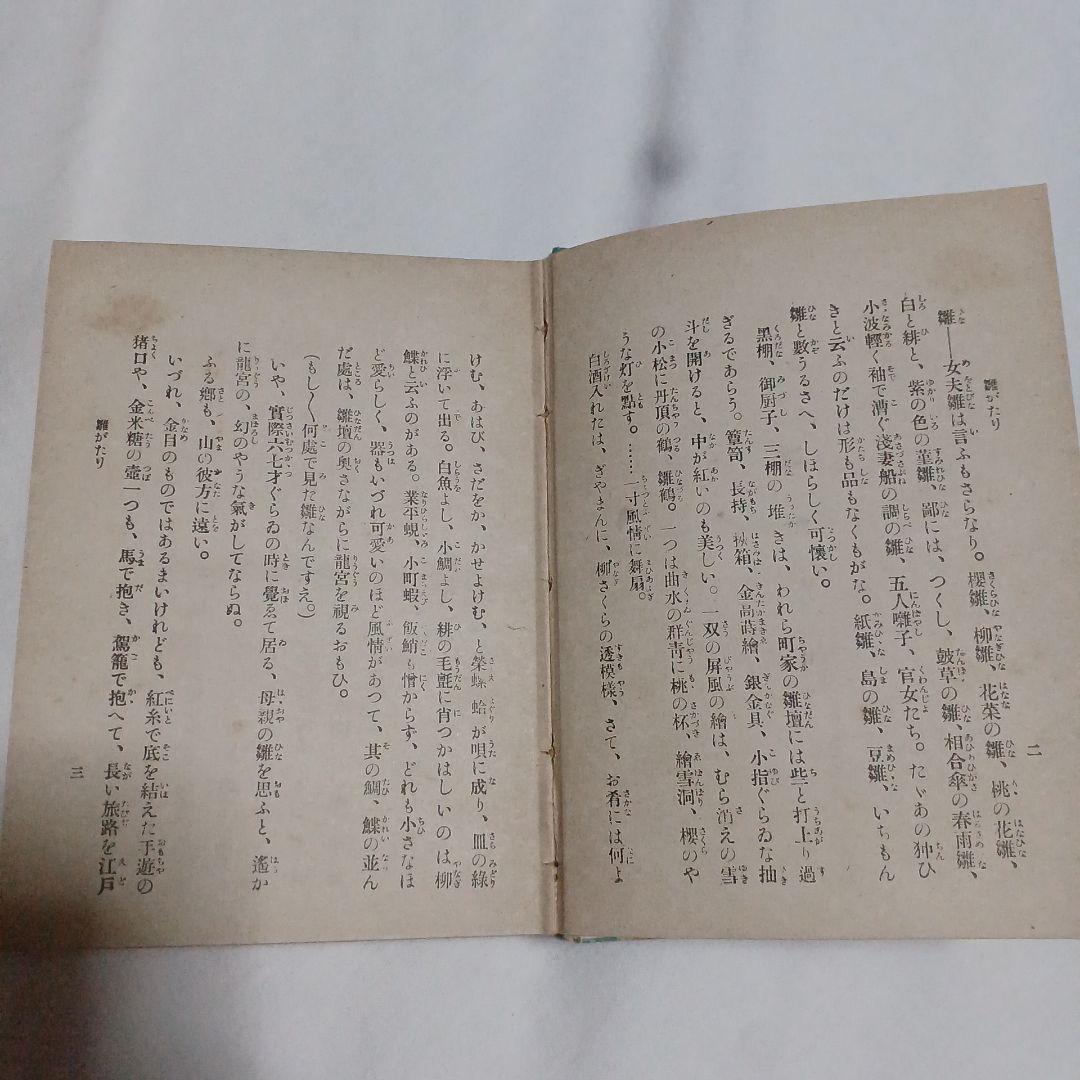 雛がたり
二
雛――女夫雛は言ふもさらなり。櫻雛、柳雛、花菜の雛、桃の花雛、
白と緋と、紫の色の菫雛、鄙には、つくし、皷草の雛、相合傘の春雨雛、
小波輕く袖で漕ぐ淺妻船の調の雛、五人囃子、官女たち。たゞあの狆ひ
きと云ふのだけは形も品もなくもがな。紙雛、島の雛、豆雛、いちもん
雛と數うるさへ、しほらしく可懷い。
黑棚、御厨子、三棚の堆きは、われら町家の雛壇には些と打上り過
ぎるであらう。簟笥、長持、挾箱、金高蒔繪、銀金具、小指ぐらゐな抽
斗を開けると、中が紅いのも美しい。一双の屏風の繪は、むら消えの雪
の小松に丹頂の鶴、雛鶴。一つは曲水の群靑に桃の杯、繪雪洞、櫻のや
うな灯を點す。……一寸風情に舞扇。
白酒入れたは、ぎやまんに、柳さくらの透模樣、さて、お肴には何よ
けむ、あはび、さだをか、かせよけむ、と榮螺蛤が唄に成り、皿の綠
に浮いて出る。白魚よし、小鯛よし、緋の毛氈に肖つかはしいのは柳
鰈と云ふのがある。業平蜆、小町蝦、飯鮹も憎からず、どれも小さなほ
ど愛らしく、器もいづれ可愛いのほど風情があつて、其の鯛、鰈の並ん
だ處は、雛壇の奧さながらに龍宮を視るおもひ。
(もし〱何處で見た雛なんですえ。)
いや、實際六七才ぐらゐの時に覺ゑて居る、母親の雛を思ふと、遙か
に龍宮の、幻のやうな氣がしてならぬ。
ふる鄕も、山の彼方に遠い。
いづれ、金目のものではあるまいけれども、紅糸で底を結えた手遊の
猪口や、金米糖の壺一つも、馬で抱き、駕籠で抱へて、長い旅路を江戸
雛がたり
三